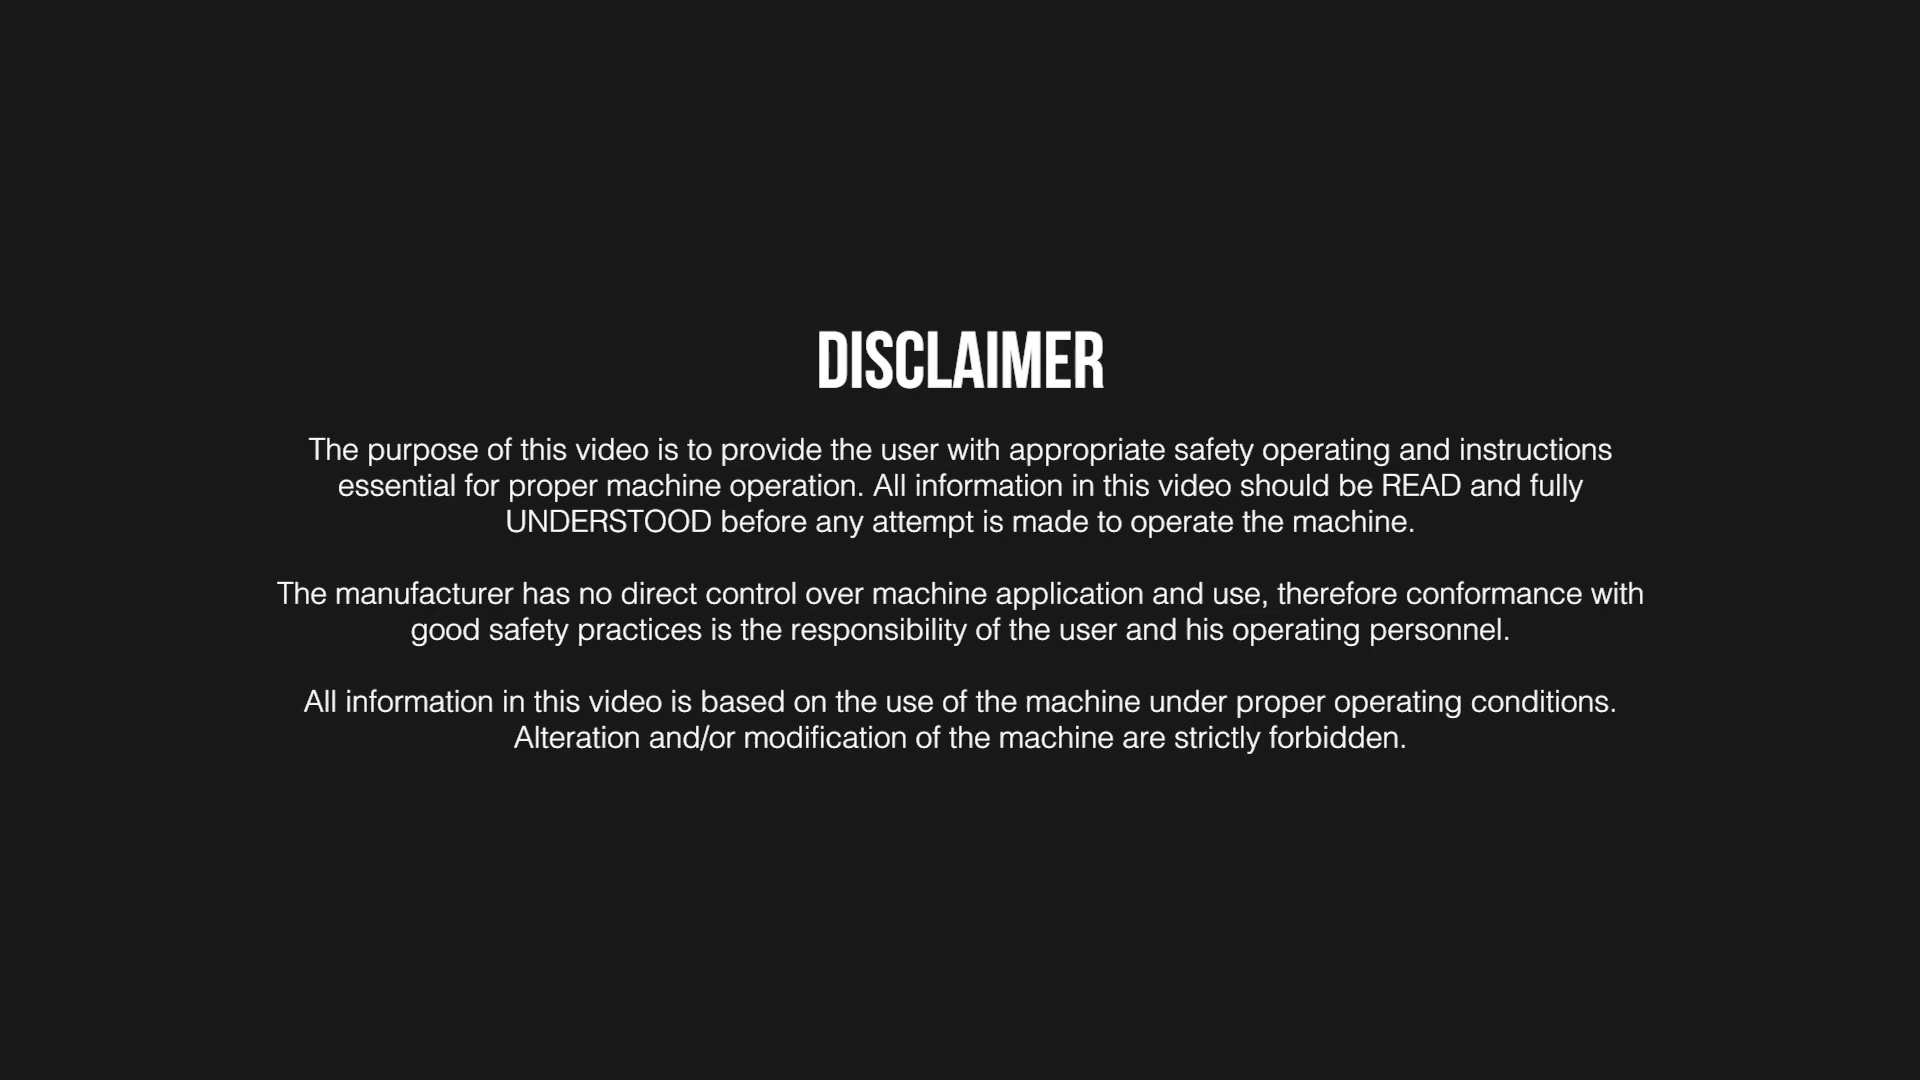 DISCLAIMER
The purpose of this video is to provide the user with appropriate safety operating and instructions
essential for proper machine operation. All information in this video should be READ and fully
UNDERSTOOD before any attempt is made to operate the machine.
The manufacturer has no direct control over machine application and use, therefore conformance with
good safety practices is the responsibility of the user and his operating personnel.
All information in this video is based on the use of the machine under proper operating conditions.
Alteration and/or modification of the machine are strictly forbidden.